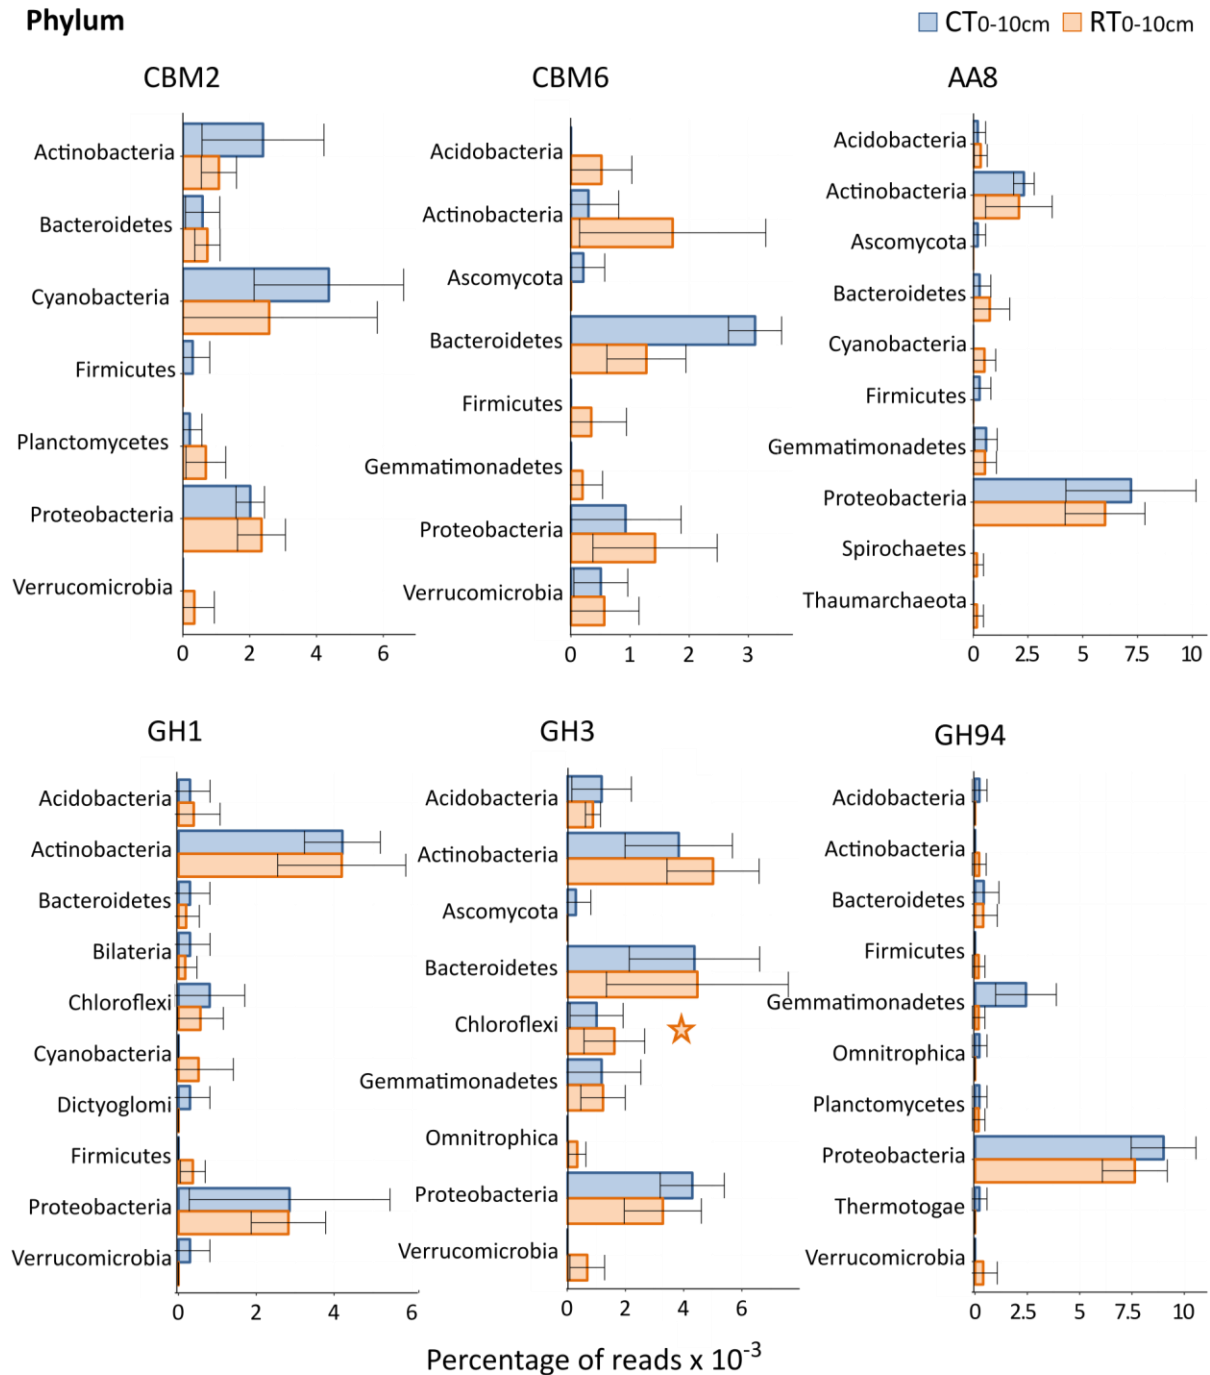 Phylum
CT0-10cm RT0-10cm
CBM2
Actinobacteria
Bacteroidetes
Cyanobacteria
Firmicutes
Planctomycetes
Proteobacteria
Verrucomicrobia
0 2 4 6
CBM6
Acidobacteria
Actinobacteria
Ascomycota
Bacteroidetes
Firmicutes
Gemmatimonadetes
Proteobacteria
Verrucomicrobia
0 1 2 3
AA8
Acidobacteria
Actinobacteria
Ascomycota
Bacteroidetes
Cyanobacteria
Firmicutes
Gemmatimonadetes
Proteobacteria
Spirochaetes
Thaumarchaeota
0 2.5 5 7.5 10
GH1
Acidobacteria
Actinobacteria
Bacteroidetes
Bilateria
Chloroflexi
Cyanobacteria
Dictyoglomi
Firmicutes
Proteobacteria
Verrucomicrobia
0 2 4 6
GH3
Acidobacteria
Actinobacteria
Ascomycota
Bacteroidetes
Chloroflexi
Gemmatimonadetes
Omnitrophica
Proteobacteria
Verrucomicrobia
0 2 4 6
GH94
Acidobacteria
Actinobacteria
Bacteroidetes
Firmicutes
Gemmatimonadetes
Omnitrophica
Planctomycetes
Proteobacteria
Thermotogae
Verrucomicrobia
0 2.5 5 7.5 10
Percentage of reads x 10⁻³